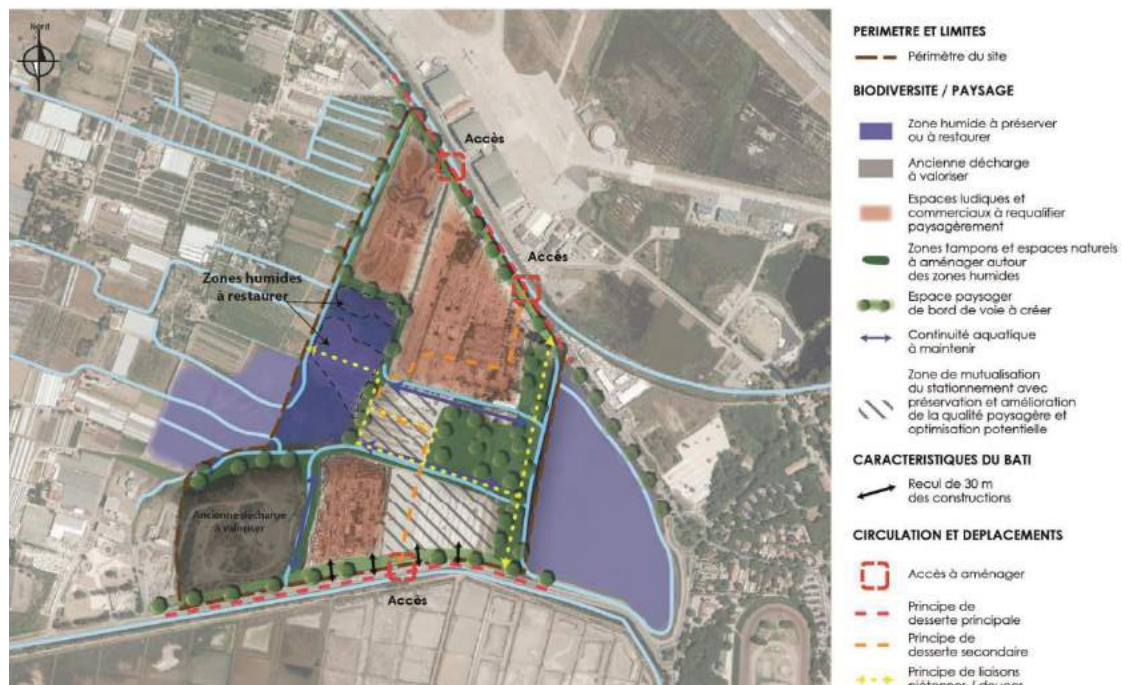 Nord
Accès
Accès
Zones humides
à restaurer
Ancienne décharge
à valoriser
Accès
PERIMETRE ET LIMITES
Périmètre du site
BIODIVERSITE / PAYSAGE
Zone humide à préserver
ou à restaurer
Ancienne décharge
à valoriser
Espaces ludiques et
commerciaux à requalifier
paysagèrement
Zones tampons et espaces naturels
à aménager autour
des zones humides
Espace paysager
de bord de voie à créer
Continuité aquatique
à maintenir
Zone de mutualisation
du stationnement avec
préservation et amélioration
de la qualité paysagère et
optimisation potentielle
CARACTERISTIQUES DU BATI
Recul de 30 m
des constructions
CIRCULATION ET DEPLACEMENTS
Accès à aménager
Principe de
desserte principale
Principe de
desserte secondaire
Principe de liaisons
piétonnes / douces